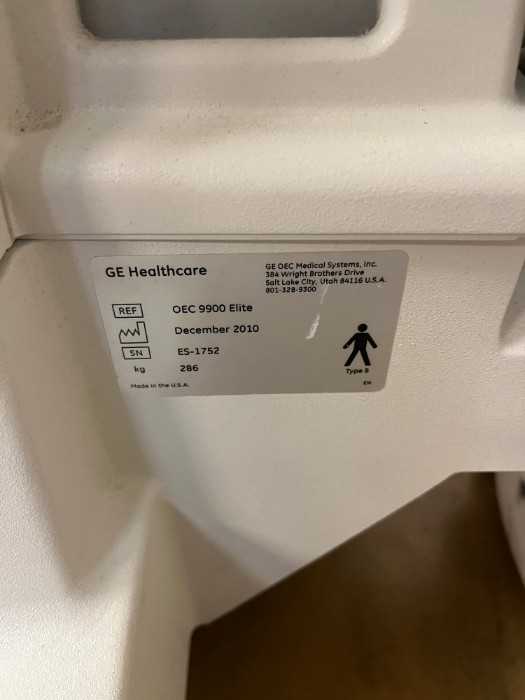 GE Healthcare
GE OEC Medical Systems, Inc.
384 Wright Brothers Drive
Salt Lake City, Utah 84116 U.S.A.
801-328-9300
REF OEC 9900 Elite
December 2010
SN ES-1752
kg 286
Made in the U.S.A.
Type B
EN